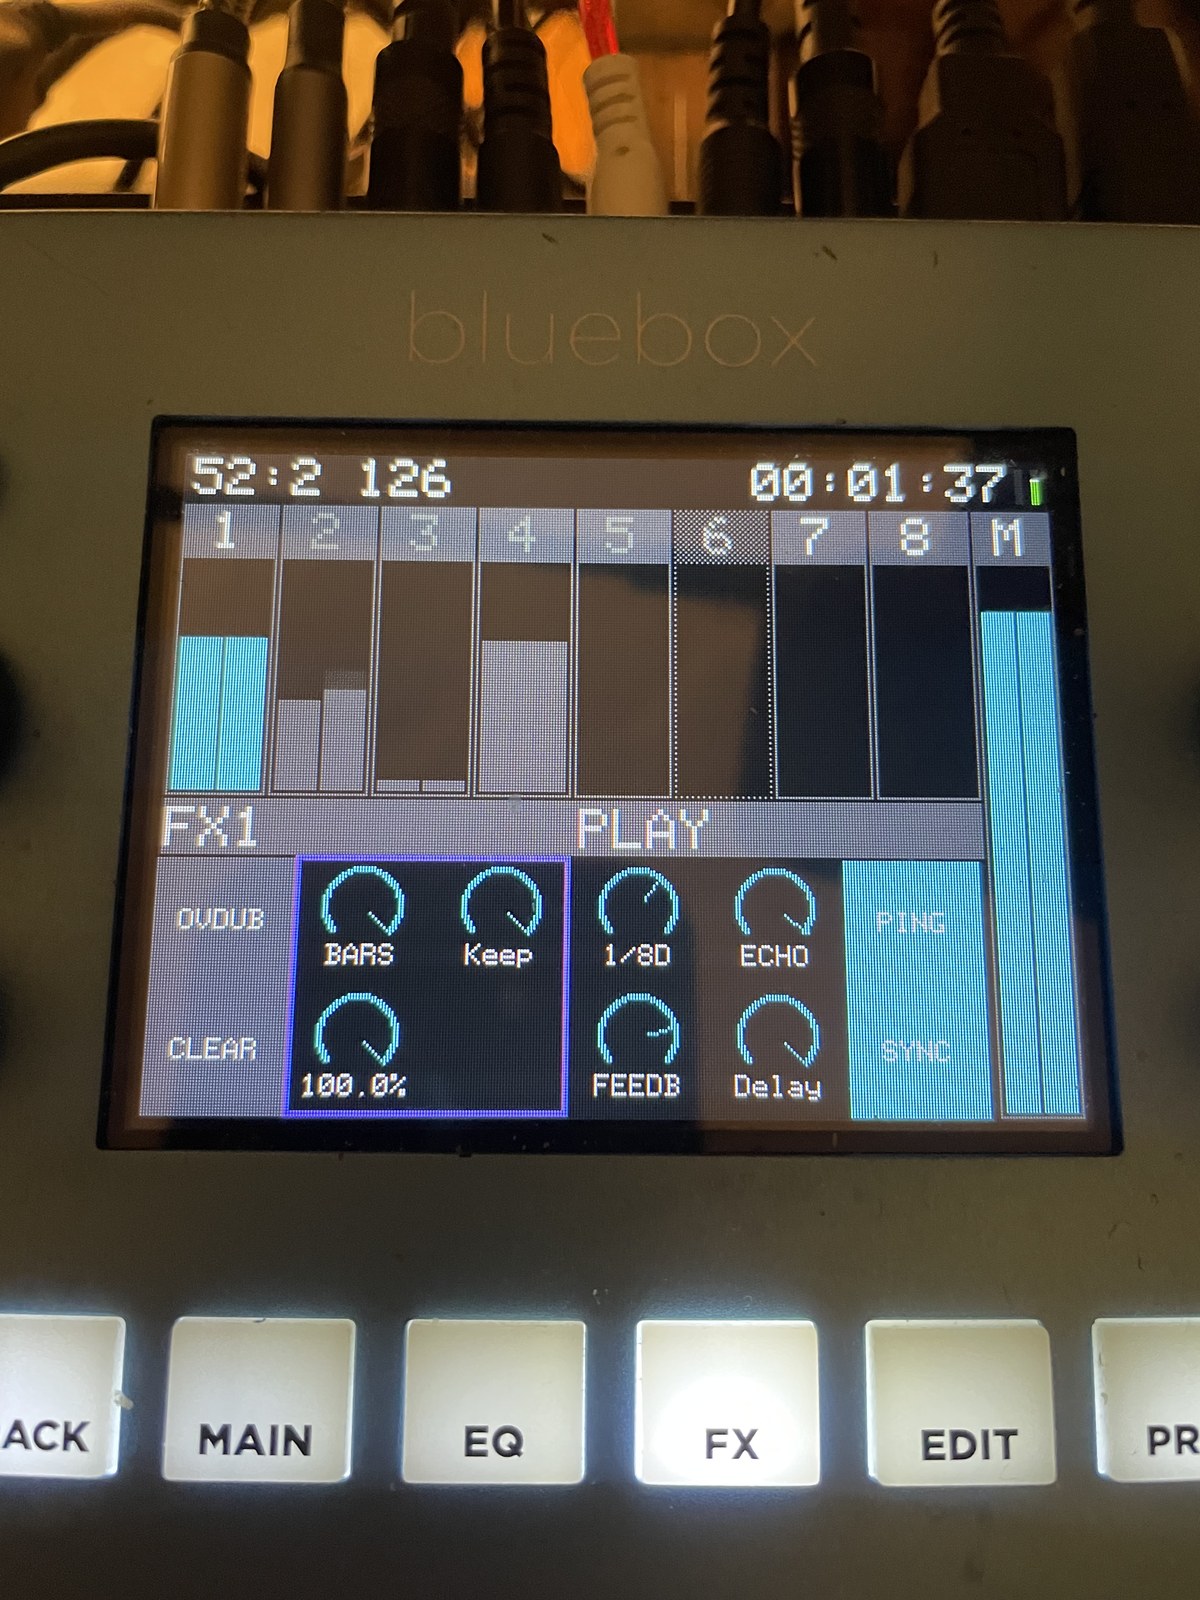 bluebox
52:2 126 00:01:37
1 2 3 4 5 6 7 8 M
FX1 PLAY
OVDUB BARS Keep 1/8D ECHO PING
CLEAR 100.0% FEEDB Delay SYNC
ACK MAIN EQ FX EDIT PR